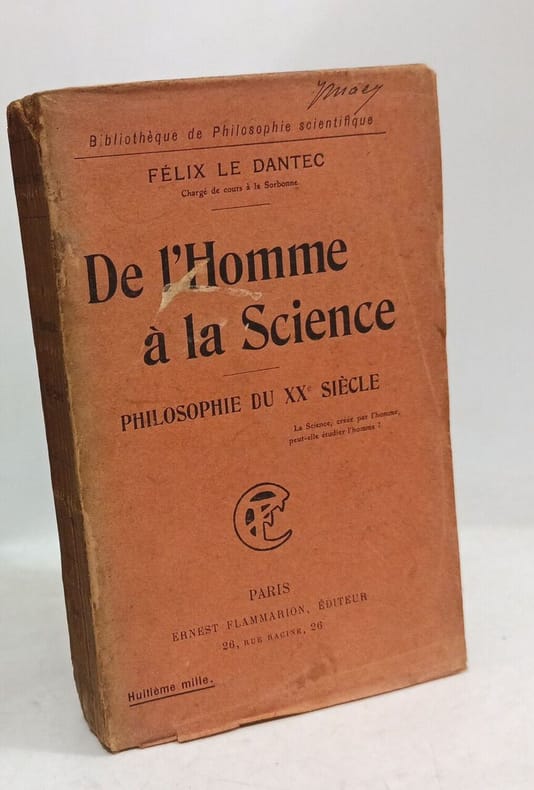 Bibliothèque de Philosophie scientifique
FÉLIX LE DANTEC
Chargé de cours à la Sorbonne
De l'Homme
à la Science
PHILOSOPHIE DU XXe SIÈCLE
La Science, créée par l'homme,
peut-elle étudier l'homme ?
PARIS
ERNEST FLAMMARION, ÉDITEUR
26, RUE RACINE, 26
Huitième mille.